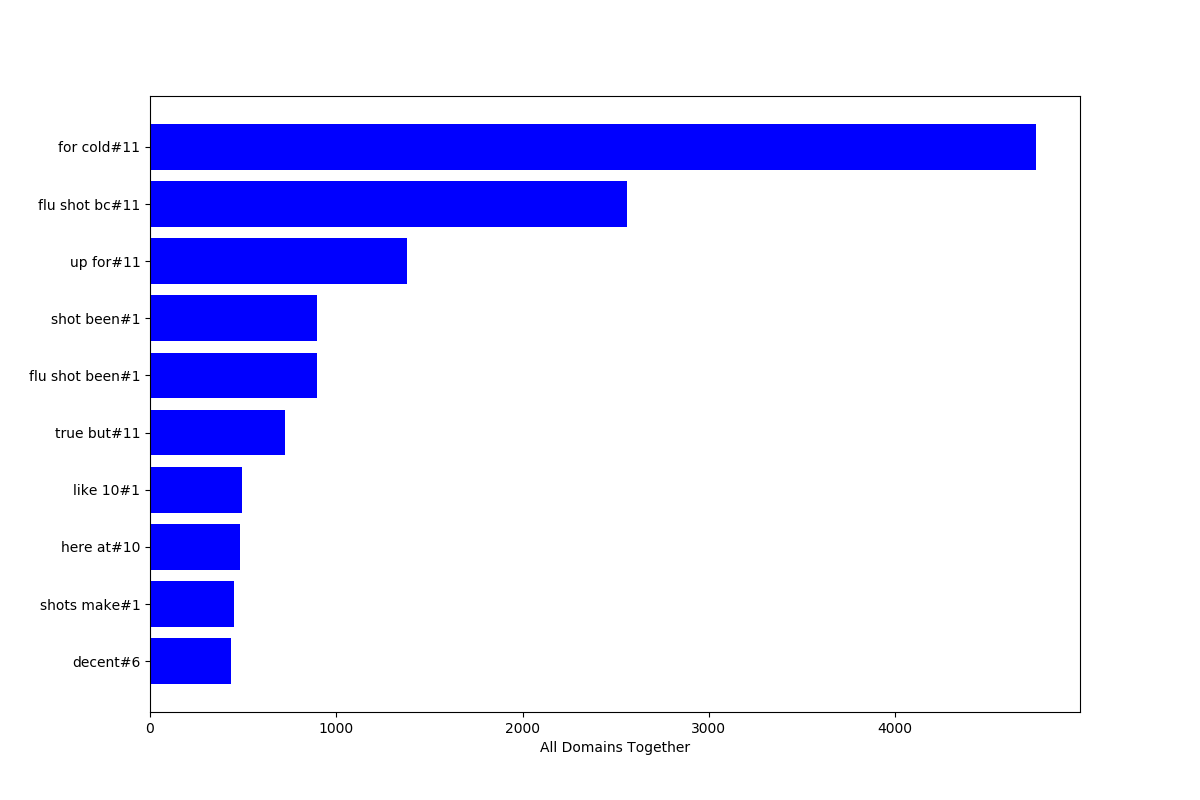 for cold#11
flu shot bc#11
up for#11
shot been#1
flu shot been#1
true but#11
like 10#1
here at#10
shots make#1
decent#6
0 1000 2000 3000 4000
All Domains Together